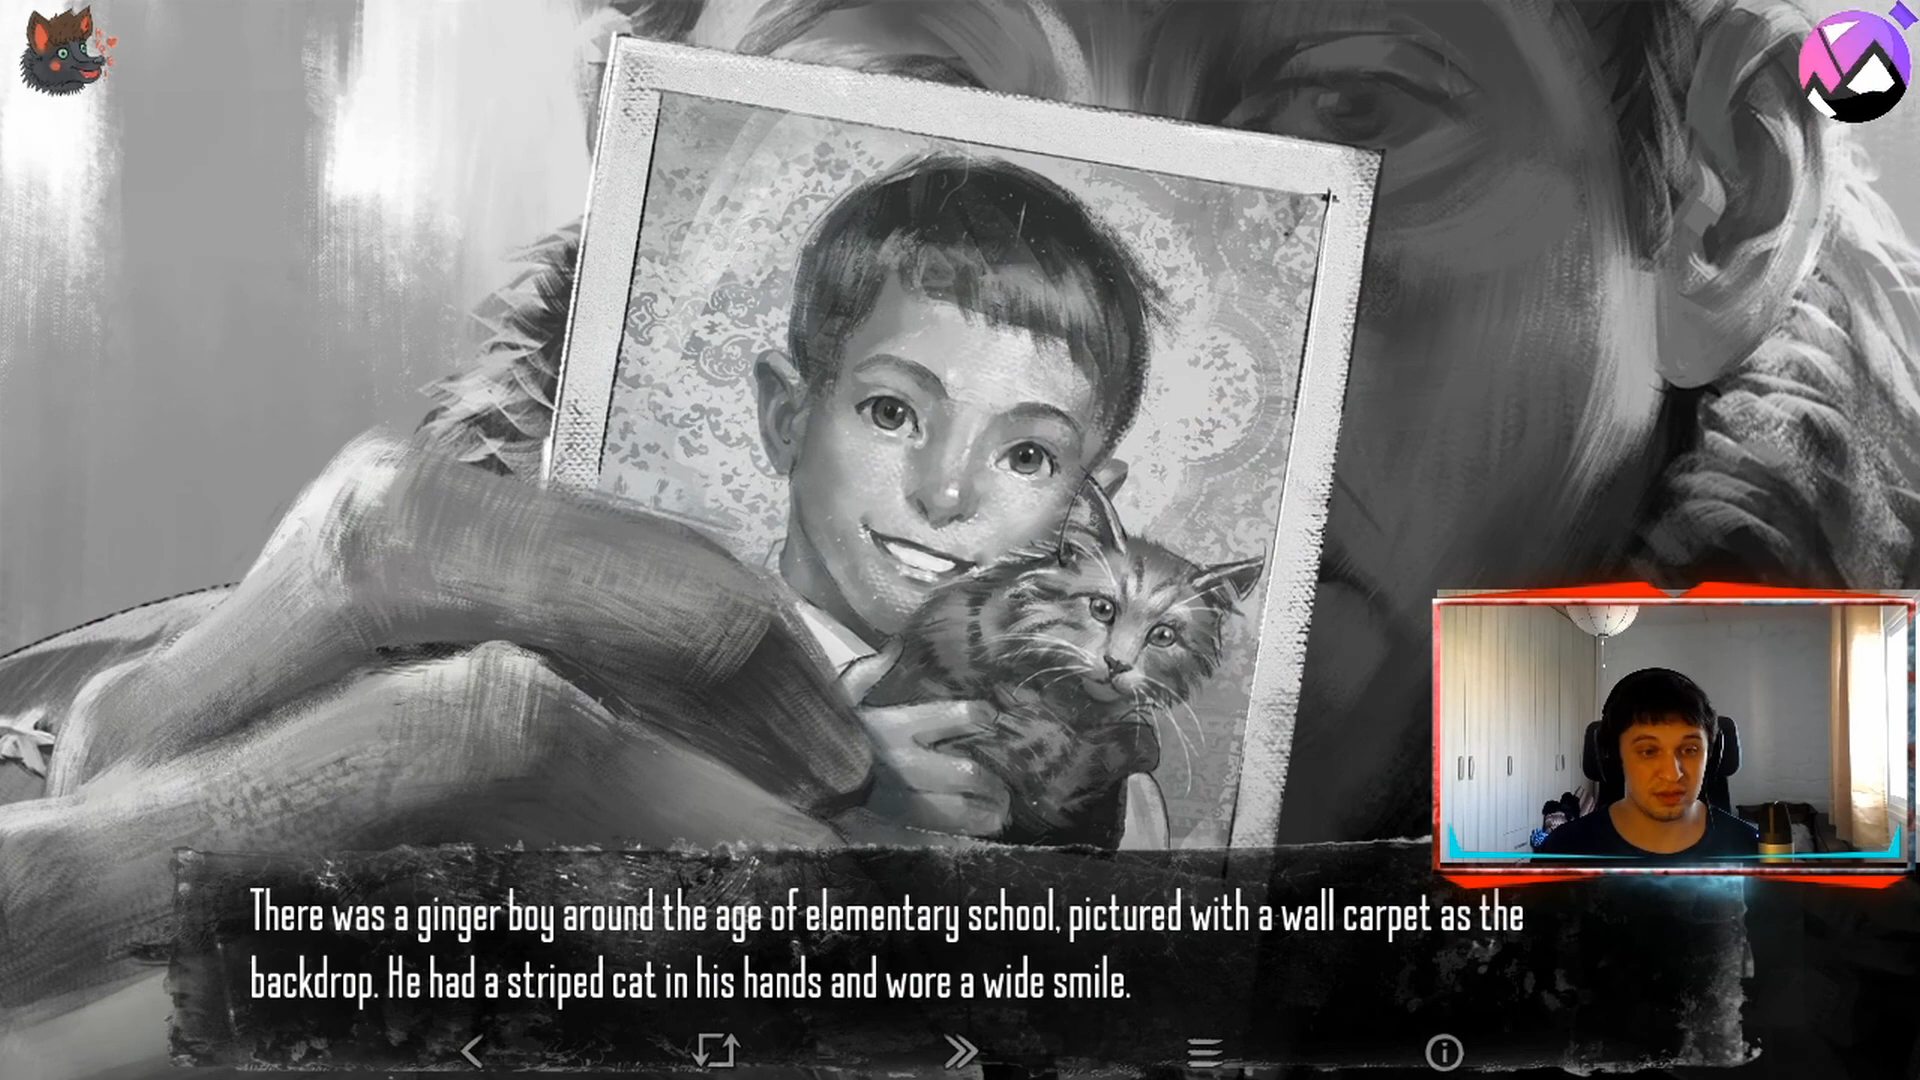 There was a ginger boy around the age of elementary school, pictured with a wall carpet as the
backdrop. He had a striped cat in his hands and wore a wide smile.